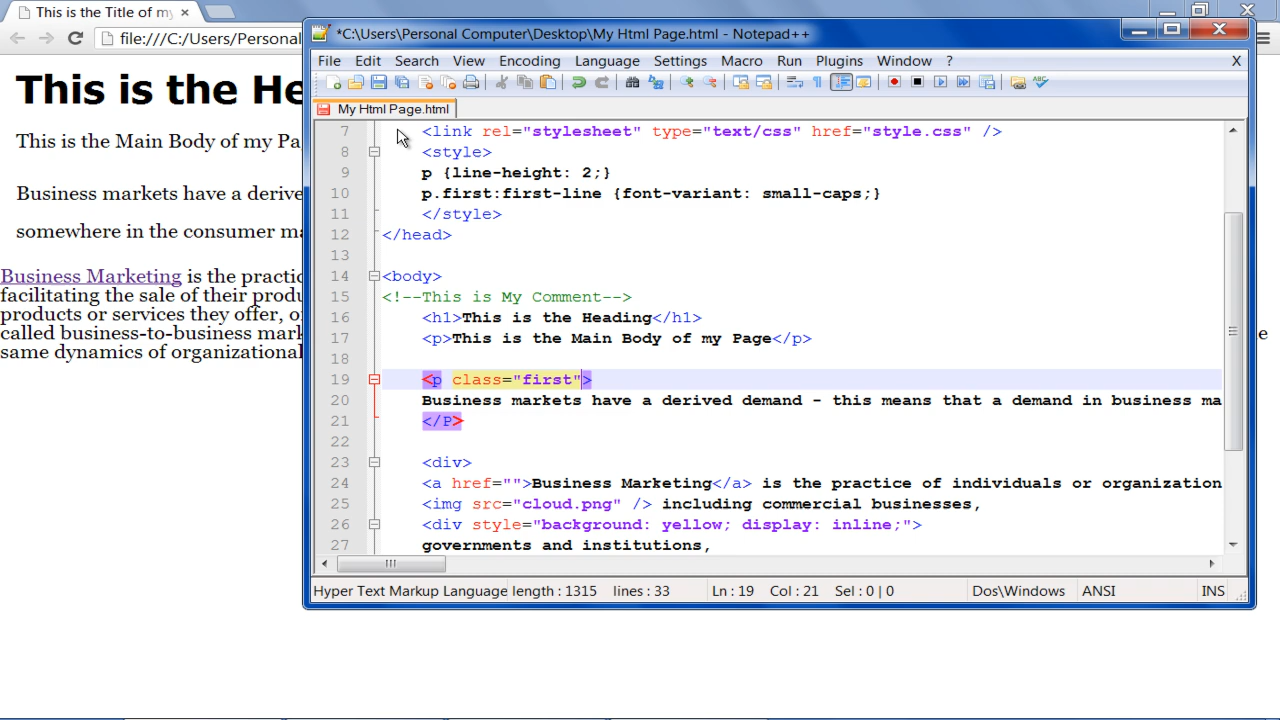 This is the Title of my
file:///C:/Users/Personal
This is the He
This is the Main Body of my Pa
Business markets have a derive
somewhere in the consumer ma
Business Marketing is the practic
facilitating the sale of their produ
products or services they offer, o
called business-to-business mark
same dynamics of organizational
e
*C:\Users\Personal Computer\Desktop\My Html Page.html - Notepad++
File Edit Search View Encoding Language Settings Macro Run Plugins Window ? X
My Html Page.html
7 <link rel="stylesheet" type="text/css" href="style.css" />
8 <style>
9 p {line-height: 2;}
10 p.first:first-line {font-variant: small-caps;}
11 </style>
12 </head>
13
14 <body>
15 <!--This is My Comment-->
16 <h1>This is the Heading</h1>
17 <p>This is the Main Body of my Page</p>
18
19 <p class="first">
20 Business markets have a derived demand - this means that a demand in business ma
21 </P>
22
23 <div>
24 <a href="">Business Marketing</a> is the practice of individuals or organization
25 <img src="cloud.png" /> including commercial businesses,
26 <div style="background: yellow; display: inline;">
27 governments and institutions,
Hyper Text Markup Language length : 1315 lines : 33 Ln : 19 Col : 21 Sel : 0 | 0 Dos\Windows ANSI INS